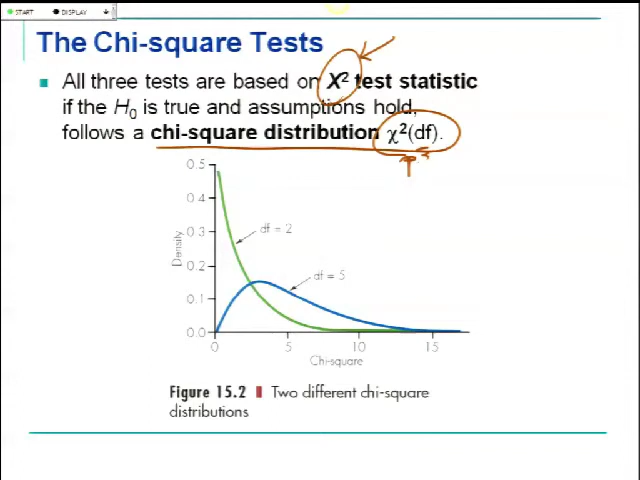 START DISPLAY
The Chi-square Tests
All three tests are based on X² test statistic
if the H₀ is true and assumptions hold,
follows a chi-square distribution χ²(df).
0.5
0.4
0.3
0.2
0.1
0.0
Density
df = 2
df = 5
0 5 10 15
Chi-square
Figure 15.2 Two different chi-square
distributions